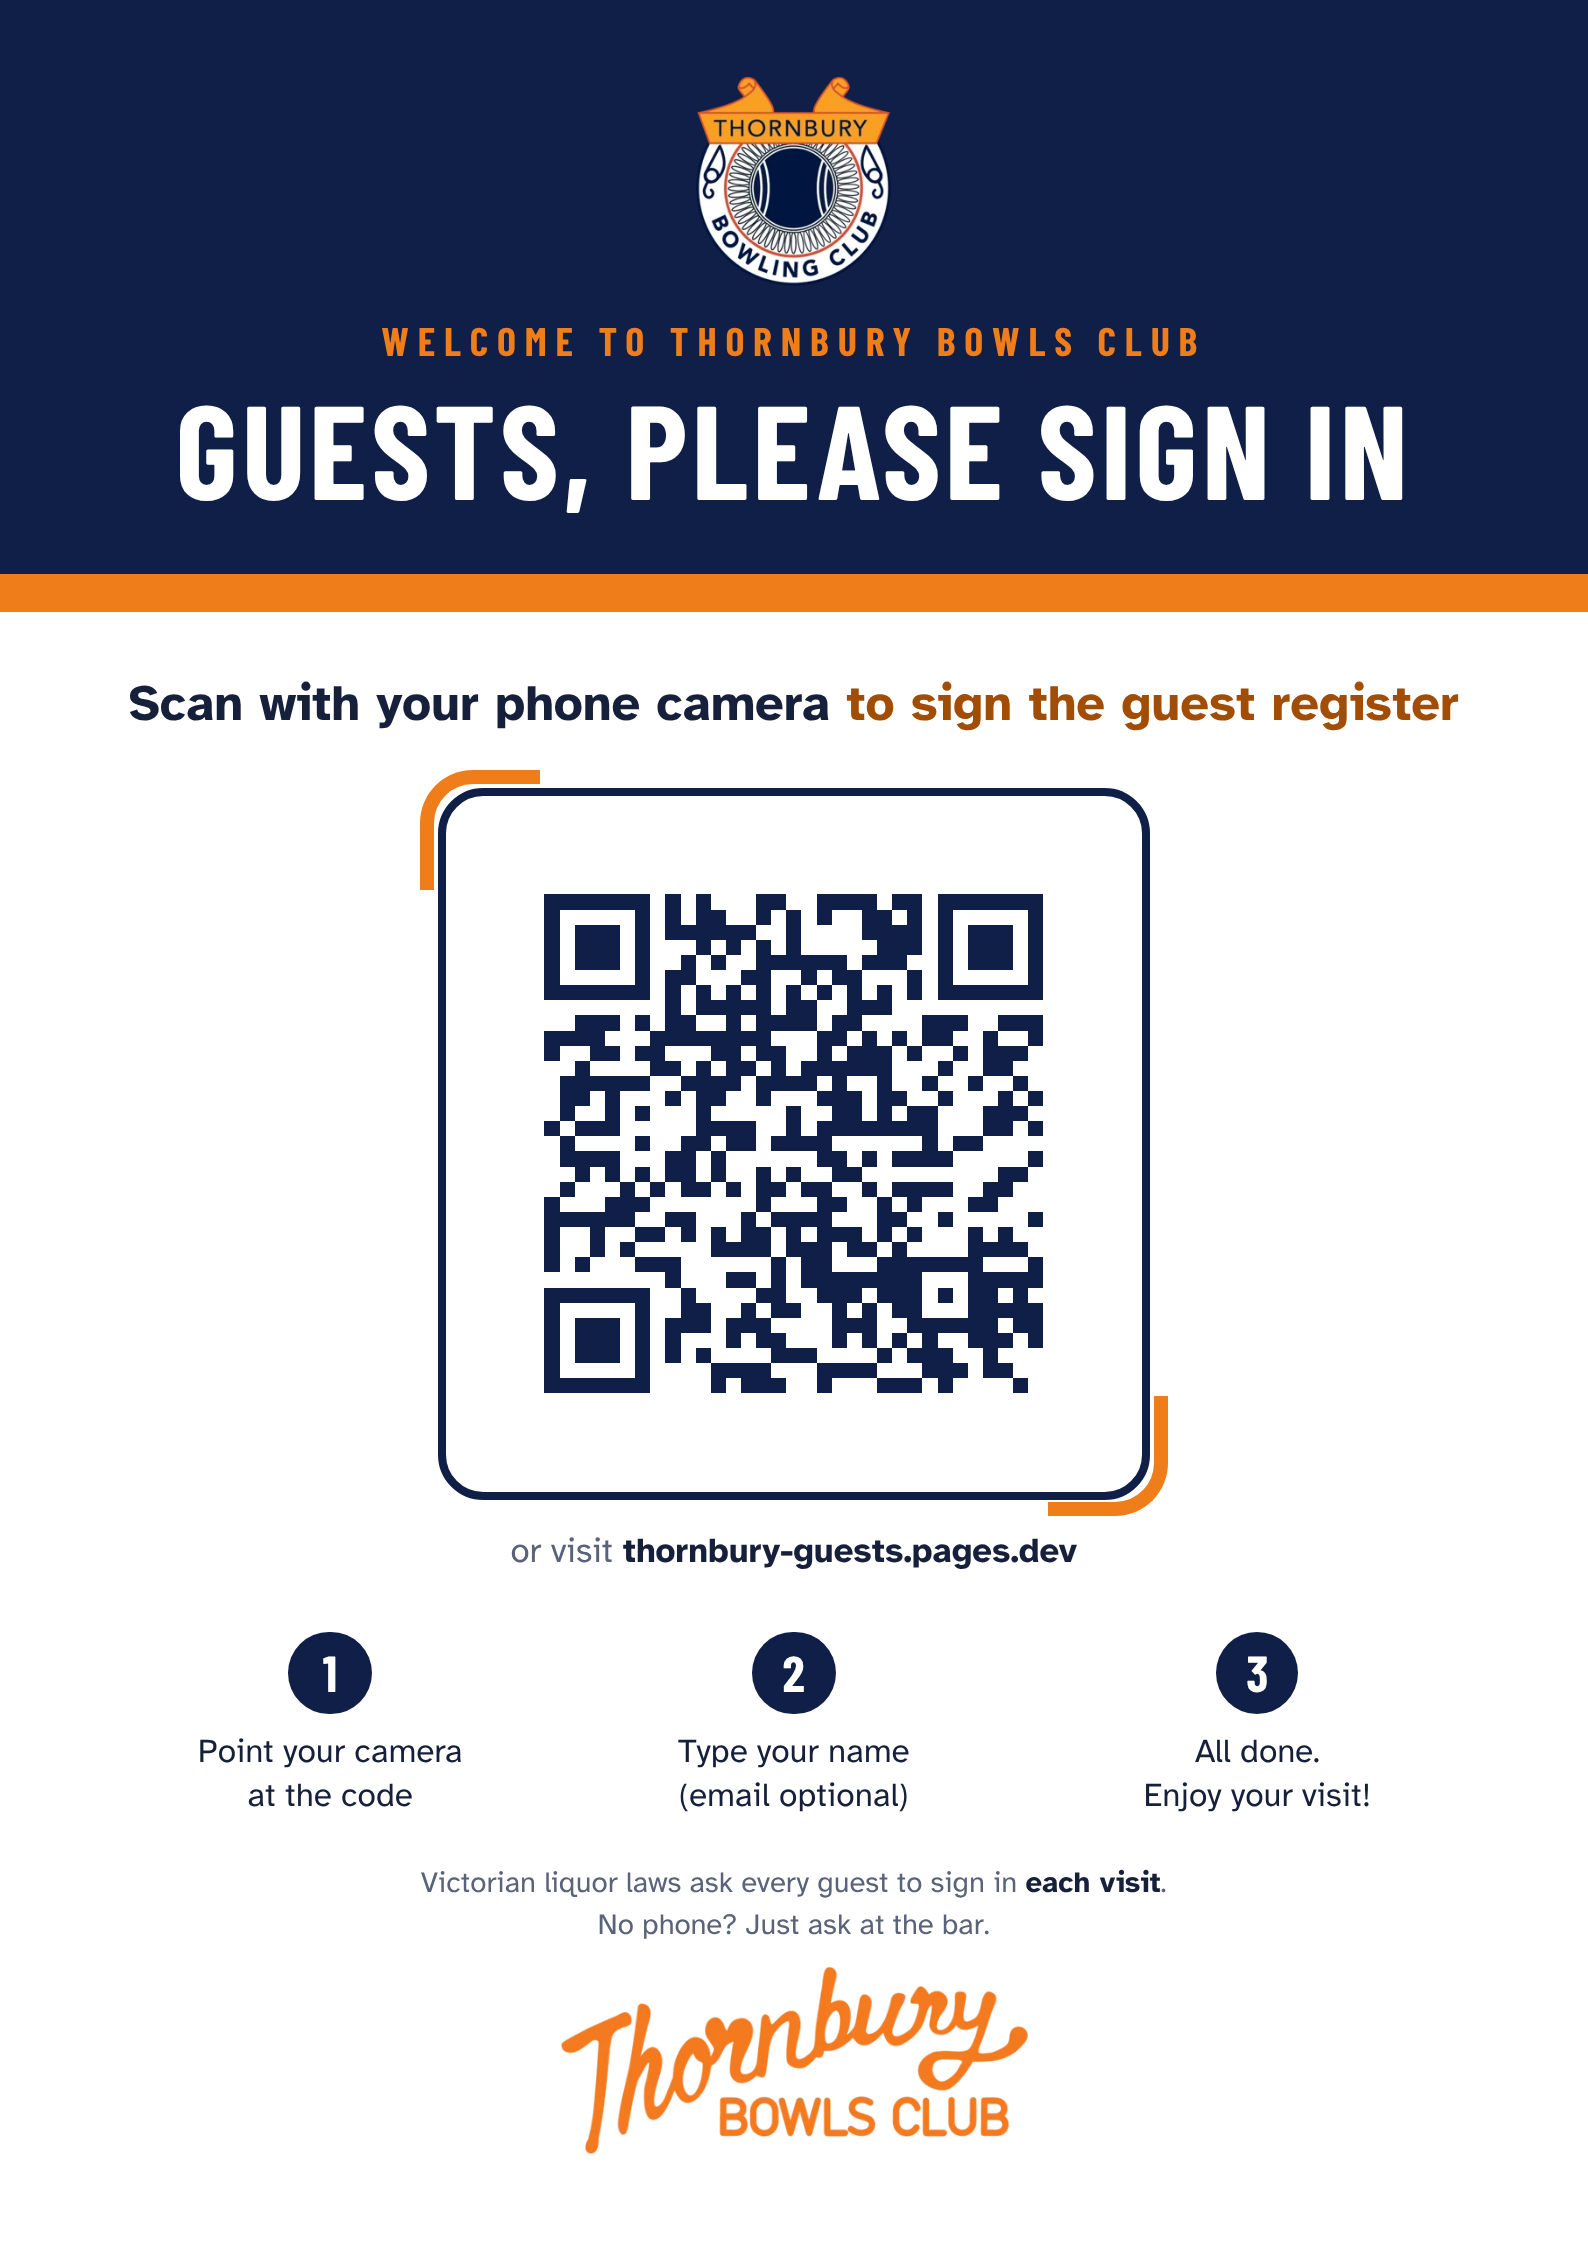 THORNBURY
BOWLING CLUB
WELCOME TO THORNBURY BOWLS CLUB
GUESTS, PLEASE SIGN IN
Scan with your phone camera to sign the guest register
or visit thornbury-guests.pages.dev
1
Point your camera
at the code
2
Type your name
(email optional)
3
All done.
Enjoy your visit!
Victorian liquor laws ask every guest to sign in each visit.
No phone? Just ask at the bar.
Thornbury
BOWLS CLUB